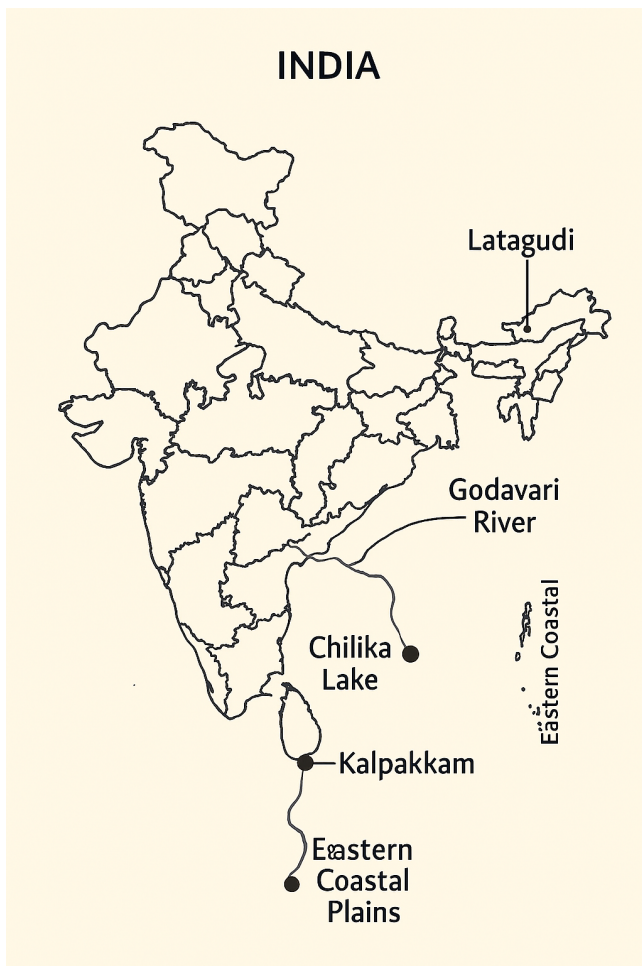 INDIA
Latagudi
Godavari
River
Eastern Coastal
Chilika
Lake
Kalpakkam
Coastal
Plains